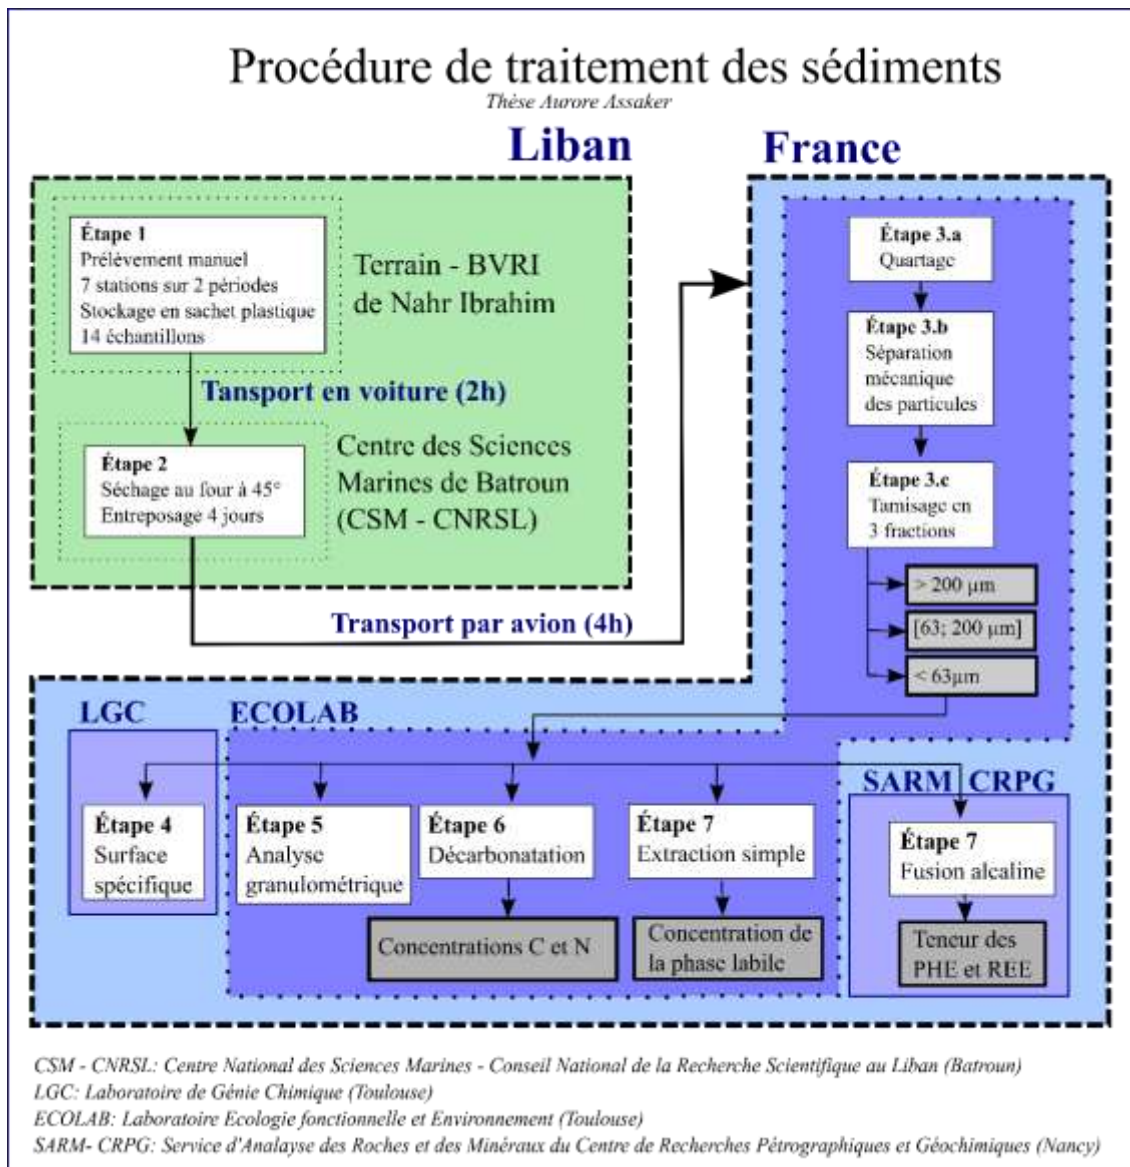 Procédure de traitement des sédiments
Thèse Aurore Assaker
Liban
France
Étape 1
Prélèvement manuel
7 stations sur 2 périodes
Stockage en sachet plastique
14 échantillons
Terrain - BVRI
de Nahr Ibrahim
Tansport en voiture (2h)
Étape 2
Séchage au four à 45°
Entreposage 4 jours
Centre des Sciences
Marines de Batroun
(CSM - CNRSL)
Transport par avion (4h)
Étape 3.a
Quartage
Étape 3.b
Séparation
mécanique
des particules
Étape 3.c
Tamisage en
3 fractions
> 200 µm
[63; 200 µm]
< 63µm
LGC
ECOLAB
SARM CRPG
Étape 4
Surface
spécifique
Étape 5
Analyse
granulométrique
Étape 6
Décarbonatation
Concentrations C et N
Étape 7
Extraction simple
Concentration de
la phase labile
Étape 7
Fusion alcaline
Teneur des
PHE et REE
CSM - CNRSL: Centre National des Sciences Marines - Conseil National de la Recherche Scientifique au Liban (Batroun)
LGC: Laboratoire de Génie Chimique (Toulouse)
ECOLAB: Laboratoire Ecologie fonctionnelle et Environnement (Toulouse)
SARM- CRPG: Service d'Analayse des Roches et des Minéraux du Centre de Recherches Pétrographiques et Géochimiques (Nancy)